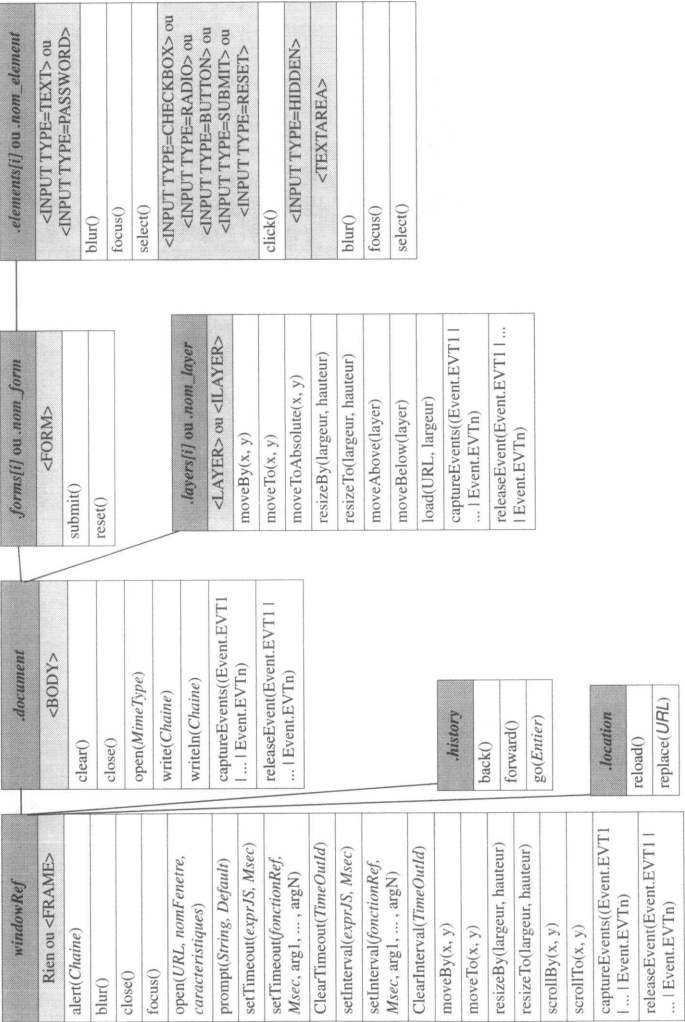 windowRef
Rien ou <FRAME>
alert(Chaine)
blur()
close()
focus()
open(URL, nomFenetre,
caracteristiques)
prompt(String, Default)
setTimeout(exprJS, Msec)
setTimeout(fonctionRef,
Msec, arg1, ... , argN)
ClearTimeout(TimeOutId)
setInterval(exprJS, Msec)
setInterval(fonctionRef,
Msec, arg1, ... , argN)
ClearInterval(TimeOutId)
moveBy(x, y)
moveTo(x, y)
resizeBy(largeur, hauteur)
resizeTo(largeur, hauteur)
scrollBy(x, y)
scrollTo(x, y)
captureEvents((Event.EVT1
| ... | Event.EVTn)
releaseEvent(Event.EVT1 |
... | Event.EVTn)
.document
<BODY>
clear()
close()
open(MimeType)
write(Chaine)
writeln(Chaine)
captureEvents((Event.EVT1
| ... | Event.EVTn)
releaseEvent(Event.EVT1 |
... | Event.EVTn)
.history
back()
forward()
go(Entier)
.location
reload()
replace(URL)
.forms[i] ou .nom_form
<FORM>
submit()
reset()
.layers[i] ou .nom_layer
<LAYER> ou <ILAYER>
moveBy(x, y)
moveTo(x, y)
moveToAbsolute(x, y)
resizeBy(largeur, hauteur)
resizeTo(largeur, hauteur)
moveAbove(layer)
moveBelow(layer)
load(URL, largeur)
captureEvents((Event.EVT1 |
... | Event.EVTn)
releaseEvent(Event.EVT1 | ...
| Event.EVTn)
.elements[i] ou .nom_element
<INPUT TYPE=TEXT> ou
<INPUT TYPE=PASSWORD>
blur()
focus()
select()
<INPUT TYPE=CHECKBOX> ou
<INPUT TYPE=RADIO> ou
<INPUT TYPE=BUTTON> ou
<INPUT TYPE=SUBMIT> ou
<INPUT TYPE=RESET>
click()
<INPUT TYPE=HIDDEN>
<TEXTAREA>
blur()
focus()
select()